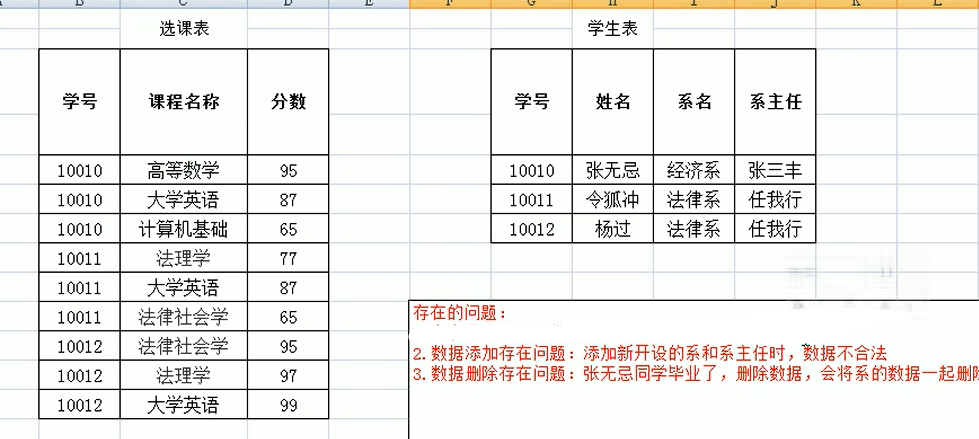 选课表
学号 课程名称 分数
10010 高等数学 95
10010 大学英语 87
10010 计算机基础 65
10011 法理学 77
10011 大学英语 87
10011 法律社会学 65
10012 法律社会学 95
10012 法理学 97
10012 大学英语 99
学生表
学号 姓名 系名 系主任
10010 张无忌 经济系 张三丰
10011 令狐冲 法律系 任我行
10012 杨过 法律系 任我行
存在的问题：
2. 数据添加存在问题：添加新开设的系和系主任时，数据不合法
3. 数据删除存在问题：张无忌同学毕业了，删除数据，会将系的数据一起删